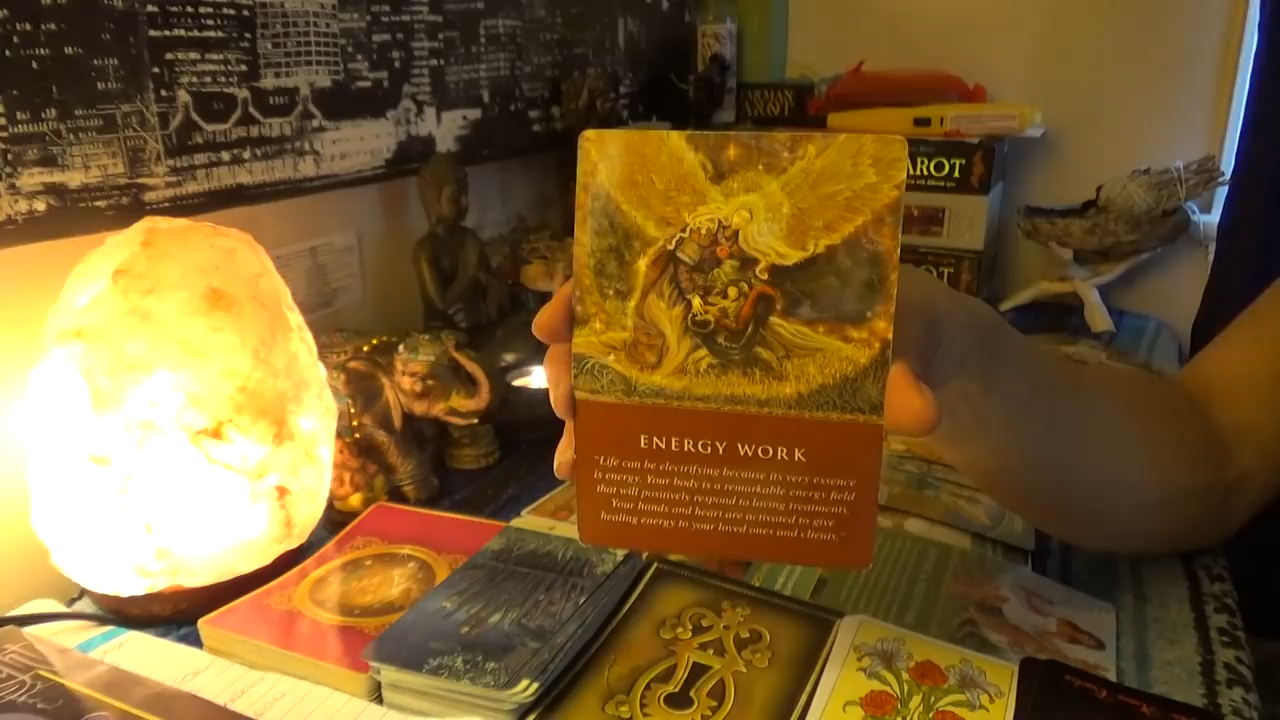 TAROT
ENERGY WORK
"Life can be electrifying because its very essence
is energy. Your body is a remarkable energy field
that will positively respond to loving treatments.
Your hands and heart are activated to give
healing energy to your loved ones and clients."